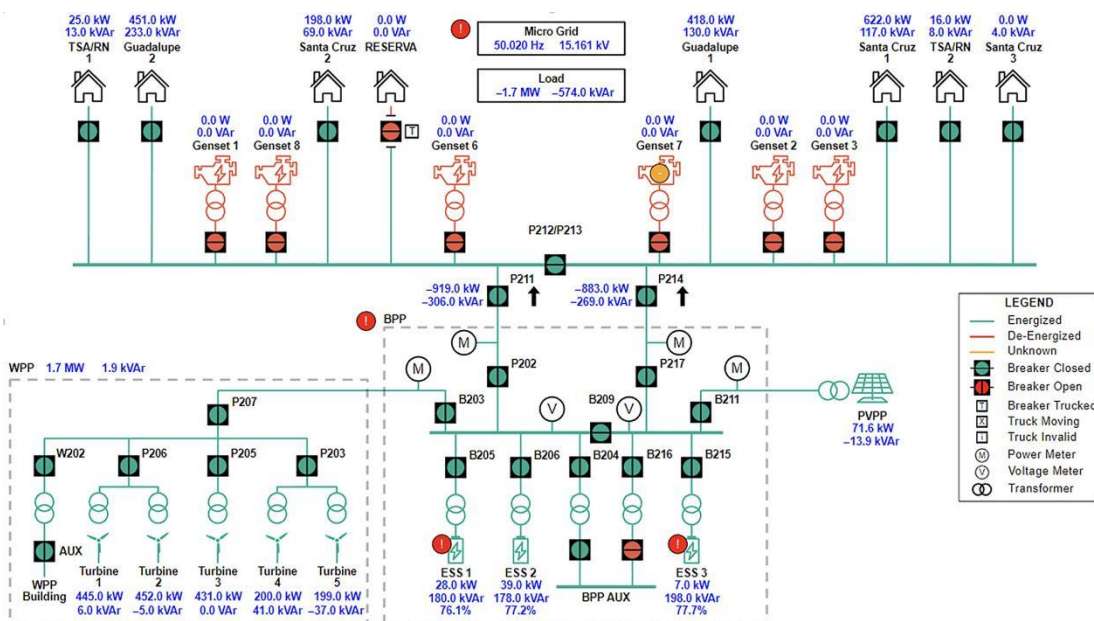 25.0 kW
13.0 kVAr
TSA/RN
1
451.0 kW
233.0 kVAr
Guadalupe
2
198.0 kW
69.0 kVAr
Santa Cruz
2
0.0 W
0.0 VAr
RESERVA
T
!
Micro Grid
50.020 Hz 15.161 kV
Load
−1.7 MW −574.0 kVAr
418.0 kW
130.0 kVAr
Guadalupe
1
622.0 kW
117.0 kVAr
Santa Cruz
1
16.0 kW
8.0 kVAr
TSA/RN
2
0.0 W
4.0 kVAr
Santa Cruz
3
0.0 W
0.0 VAr
Genset 1
0.0 W
0.0 VAr
Genset 8
0.0 W
0.0 VAr
Genset 6
0.0 W
0.0 VAr
Genset 7
0.0 W
0.0 VAr
Genset 2
0.0 W
0.0 VAr
Genset 3
P212/P213
P211
−919.0 kW
−306.0 kVAr
P214
−883.0 kW
−269.0 kVAr
! BPP
M
M
P202
P217
WPP 1.7 MW 1.9 kVAr
M
M
P207
B203
V
B209
V
B211
PVPP
71.6 kW
−13.9 kVAr
W202
P206
P205
P203
B205
B206
B204
B216
B215
AUX
WPP
Building
Turbine
1
445.0 kW
6.0 kVAr
Turbine
2
452.0 kW
−5.0 kVAr
Turbine
3
431.0 kW
0.0 VAr
Turbine
4
200.0 kW
41.0 kVAr
Turbine
5
199.0 kW
−37.0 kVAr
!
ESS 1
28.0 kW
180.0 kVAr
76.1%
ESS 2
39.0 kW
178.0 kVAr
77.2%
BPP AUX
!
ESS 3
7.0 kW
198.0 kVAr
77.7%
LEGEND
Energized
De-Energized
Unknown
Breaker Closed
Breaker Open
T Breaker Trucked
X Truck Moving
I Truck Invalid
M Power Meter
V Voltage Meter
Transformer